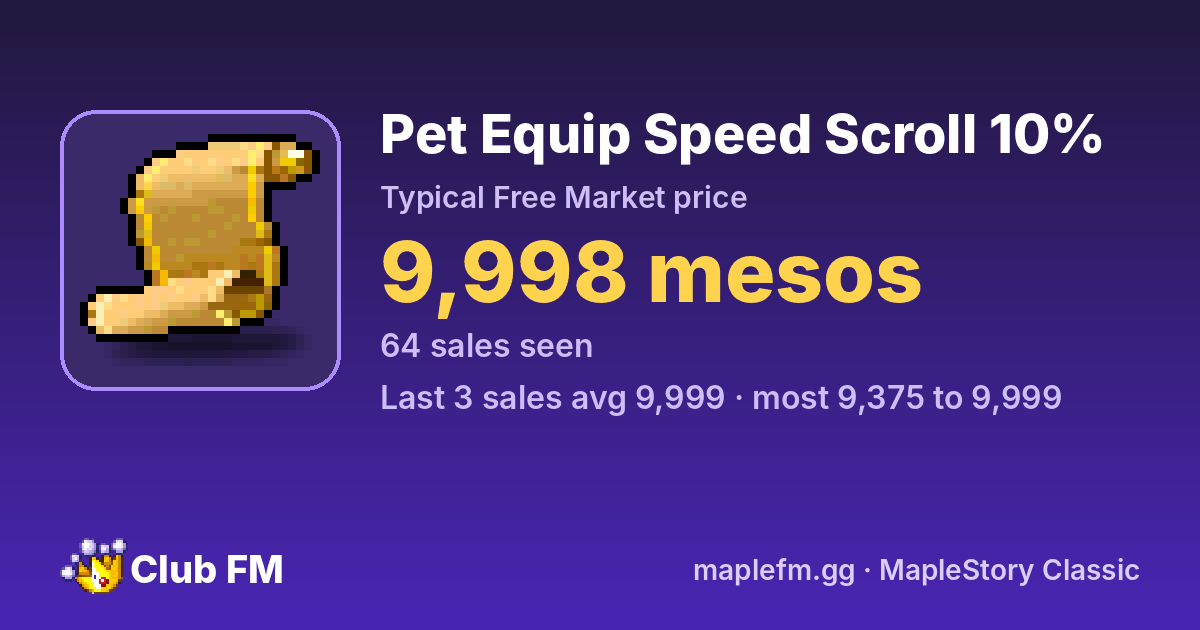 Pet Equip Speed Scroll 10%
Typical Free Market price
9,998 mesos
64 sales seen
Last 3 sales avg 9,999 · most 9,375 to 9,999
Club FM
maplefm.gg · MapleStory Classic